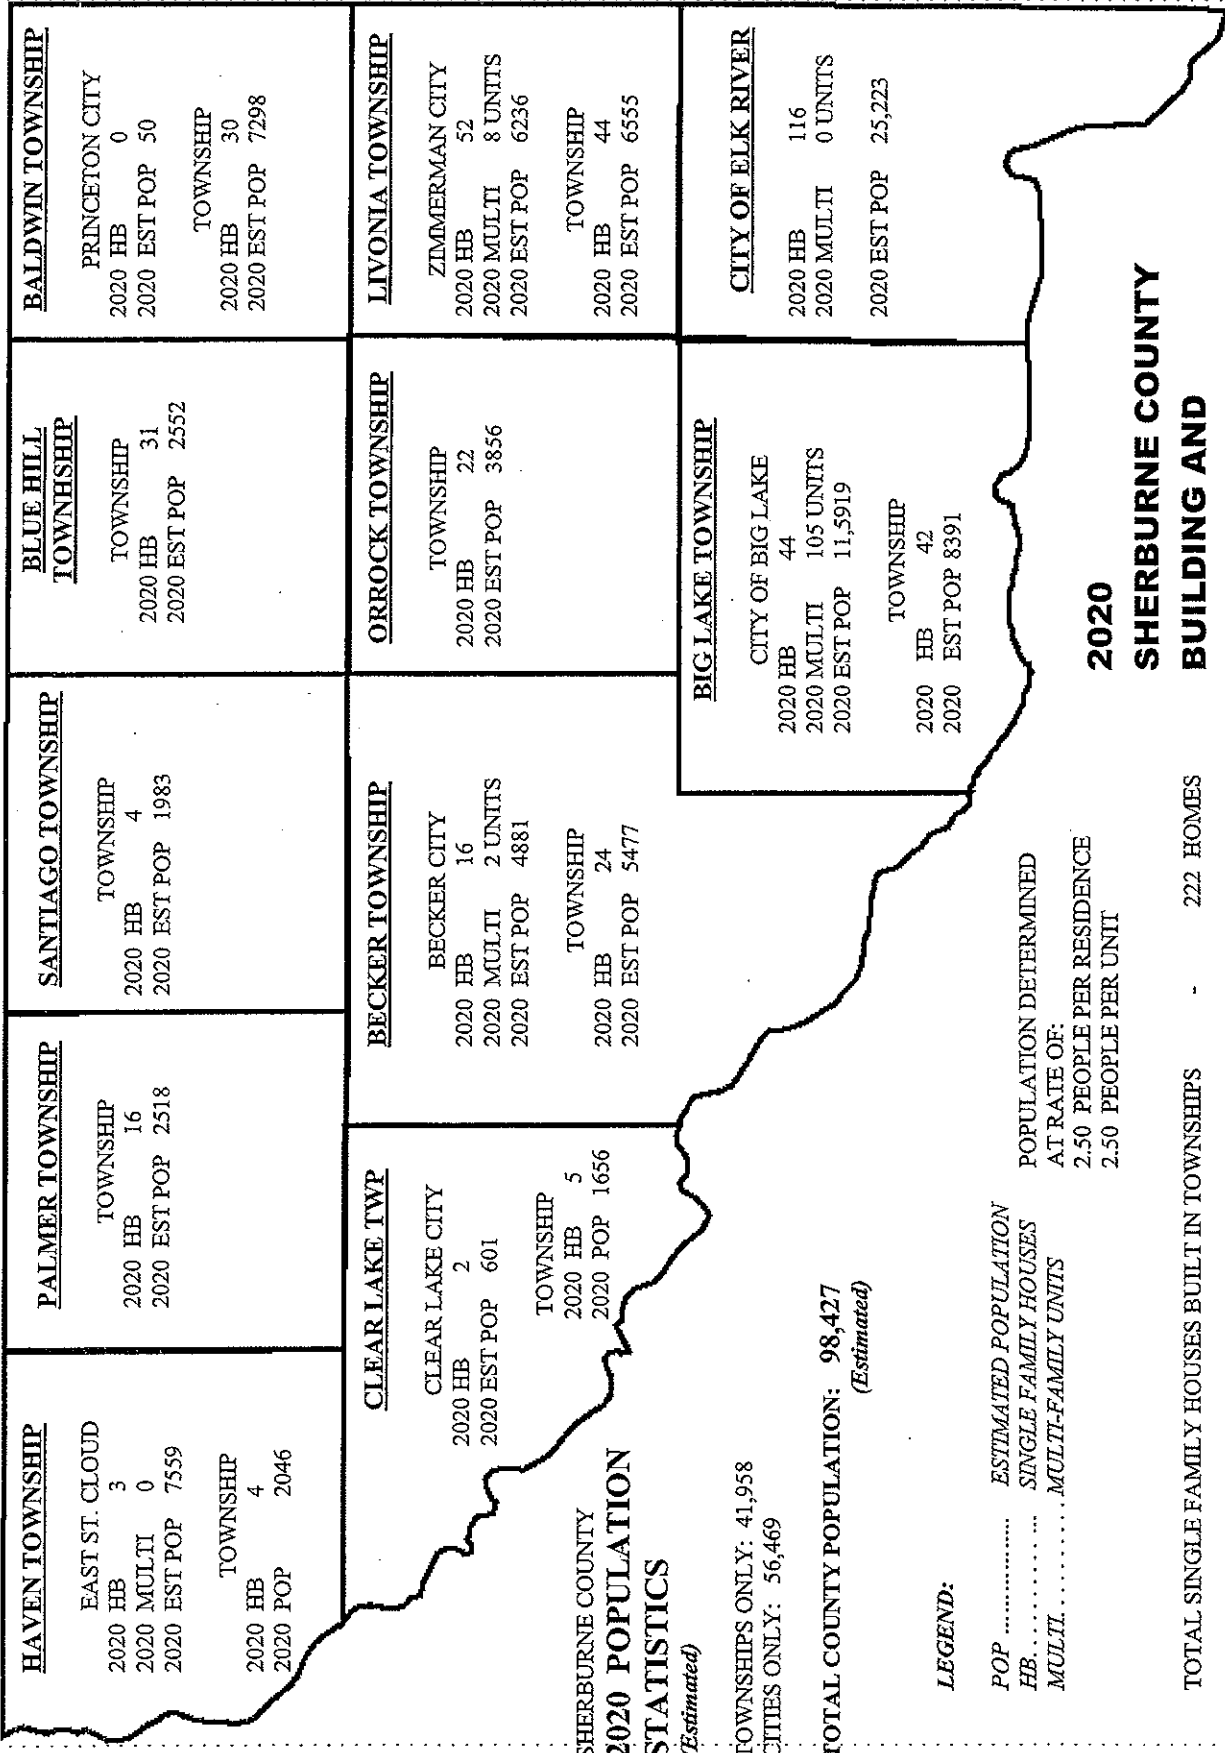 HAVEN TOWNSHIP
EAST ST. CLOUD
2020 HB 3
2020 MULTI 0
2020 EST POP 7559
TOWNSHIP
2020 HB 4
2020 POP 2046
PALMER TOWNSHIP
TOWNSHIP
2020 HB 16
2020 EST POP 2518
SANTIAGO TOWNSHIP
TOWNSHIP
2020 HB 4
2020 EST POP 1983
BLUE HILL
TOWNHSHIP
TOWNSHIP
2020 HB 31
2020 EST POP 2552
BALDWIN TOWNSHIP
PRINCETON CITY
2020 HB 0
2020 EST POP 50
TOWNSHIP
2020 HB 30
2020 EST POP 7298
CLEAR LAKE TWP
CLEAR LAKE CITY
2020 HB 2
2020 EST POP 601
TOWNSHIP
2020 HB 5
2020 POP 1656
BECKER TOWNSHIP
BECKER CITY
2020 HB 16
2020 MULTI 2 UNITS
2020 EST POP 4881
TOWNSHIP
2020 HB 24
2020 EST POP 5477
ORROCK TOWNSHIP
TOWNSHIP
2020 HB 22
2020 EST POP 3856
LIVONIA TOWNSHIP
ZIMMERMAN CITY
2020 HB 52
2020 MULTI 8 UNITS
2020 EST POP 6236
TOWNSHIP
2020 HB 44
2020 EST POP 6555
BIG LAKE TOWNSHIP
CITY OF BIG LAKE
2020 HB 44
2020 MULTI 105 UNITS
2020 EST POP 11,5919
TOWNSHIP
2020 HB 42
2020 EST POP 8391
CITY OF ELK RIVER
2020 HB 116
2020 MULTI 0 UNITS
2020 EST POP 25,223
SHERBURNE COUNTY
2020 POPULATION
STATISTICS
(Estimated)
TOWNSHIPS ONLY: 41,958
CITIES ONLY: 56,469
TOTAL COUNTY POPULATION: 98,427
(Estimated)
LEGEND:
POP .................. ESTIMATED POPULATION
HB. . . . . . . . . ... SINGLE FAMILY HOUSES
MULTI. . . . . . . . . MULTI-FAMILY UNITS
POPULATION DETERMINED
AT RATE OF:
2.50 PEOPLE PER RESIDENCE
2.50 PEOPLE PER UNIT
2020
SHERBURNE COUNTY
BUILDING AND
TOTAL SINGLE FAMILY HOUSES BUILT IN TOWNSHIPS - 222 HOMES